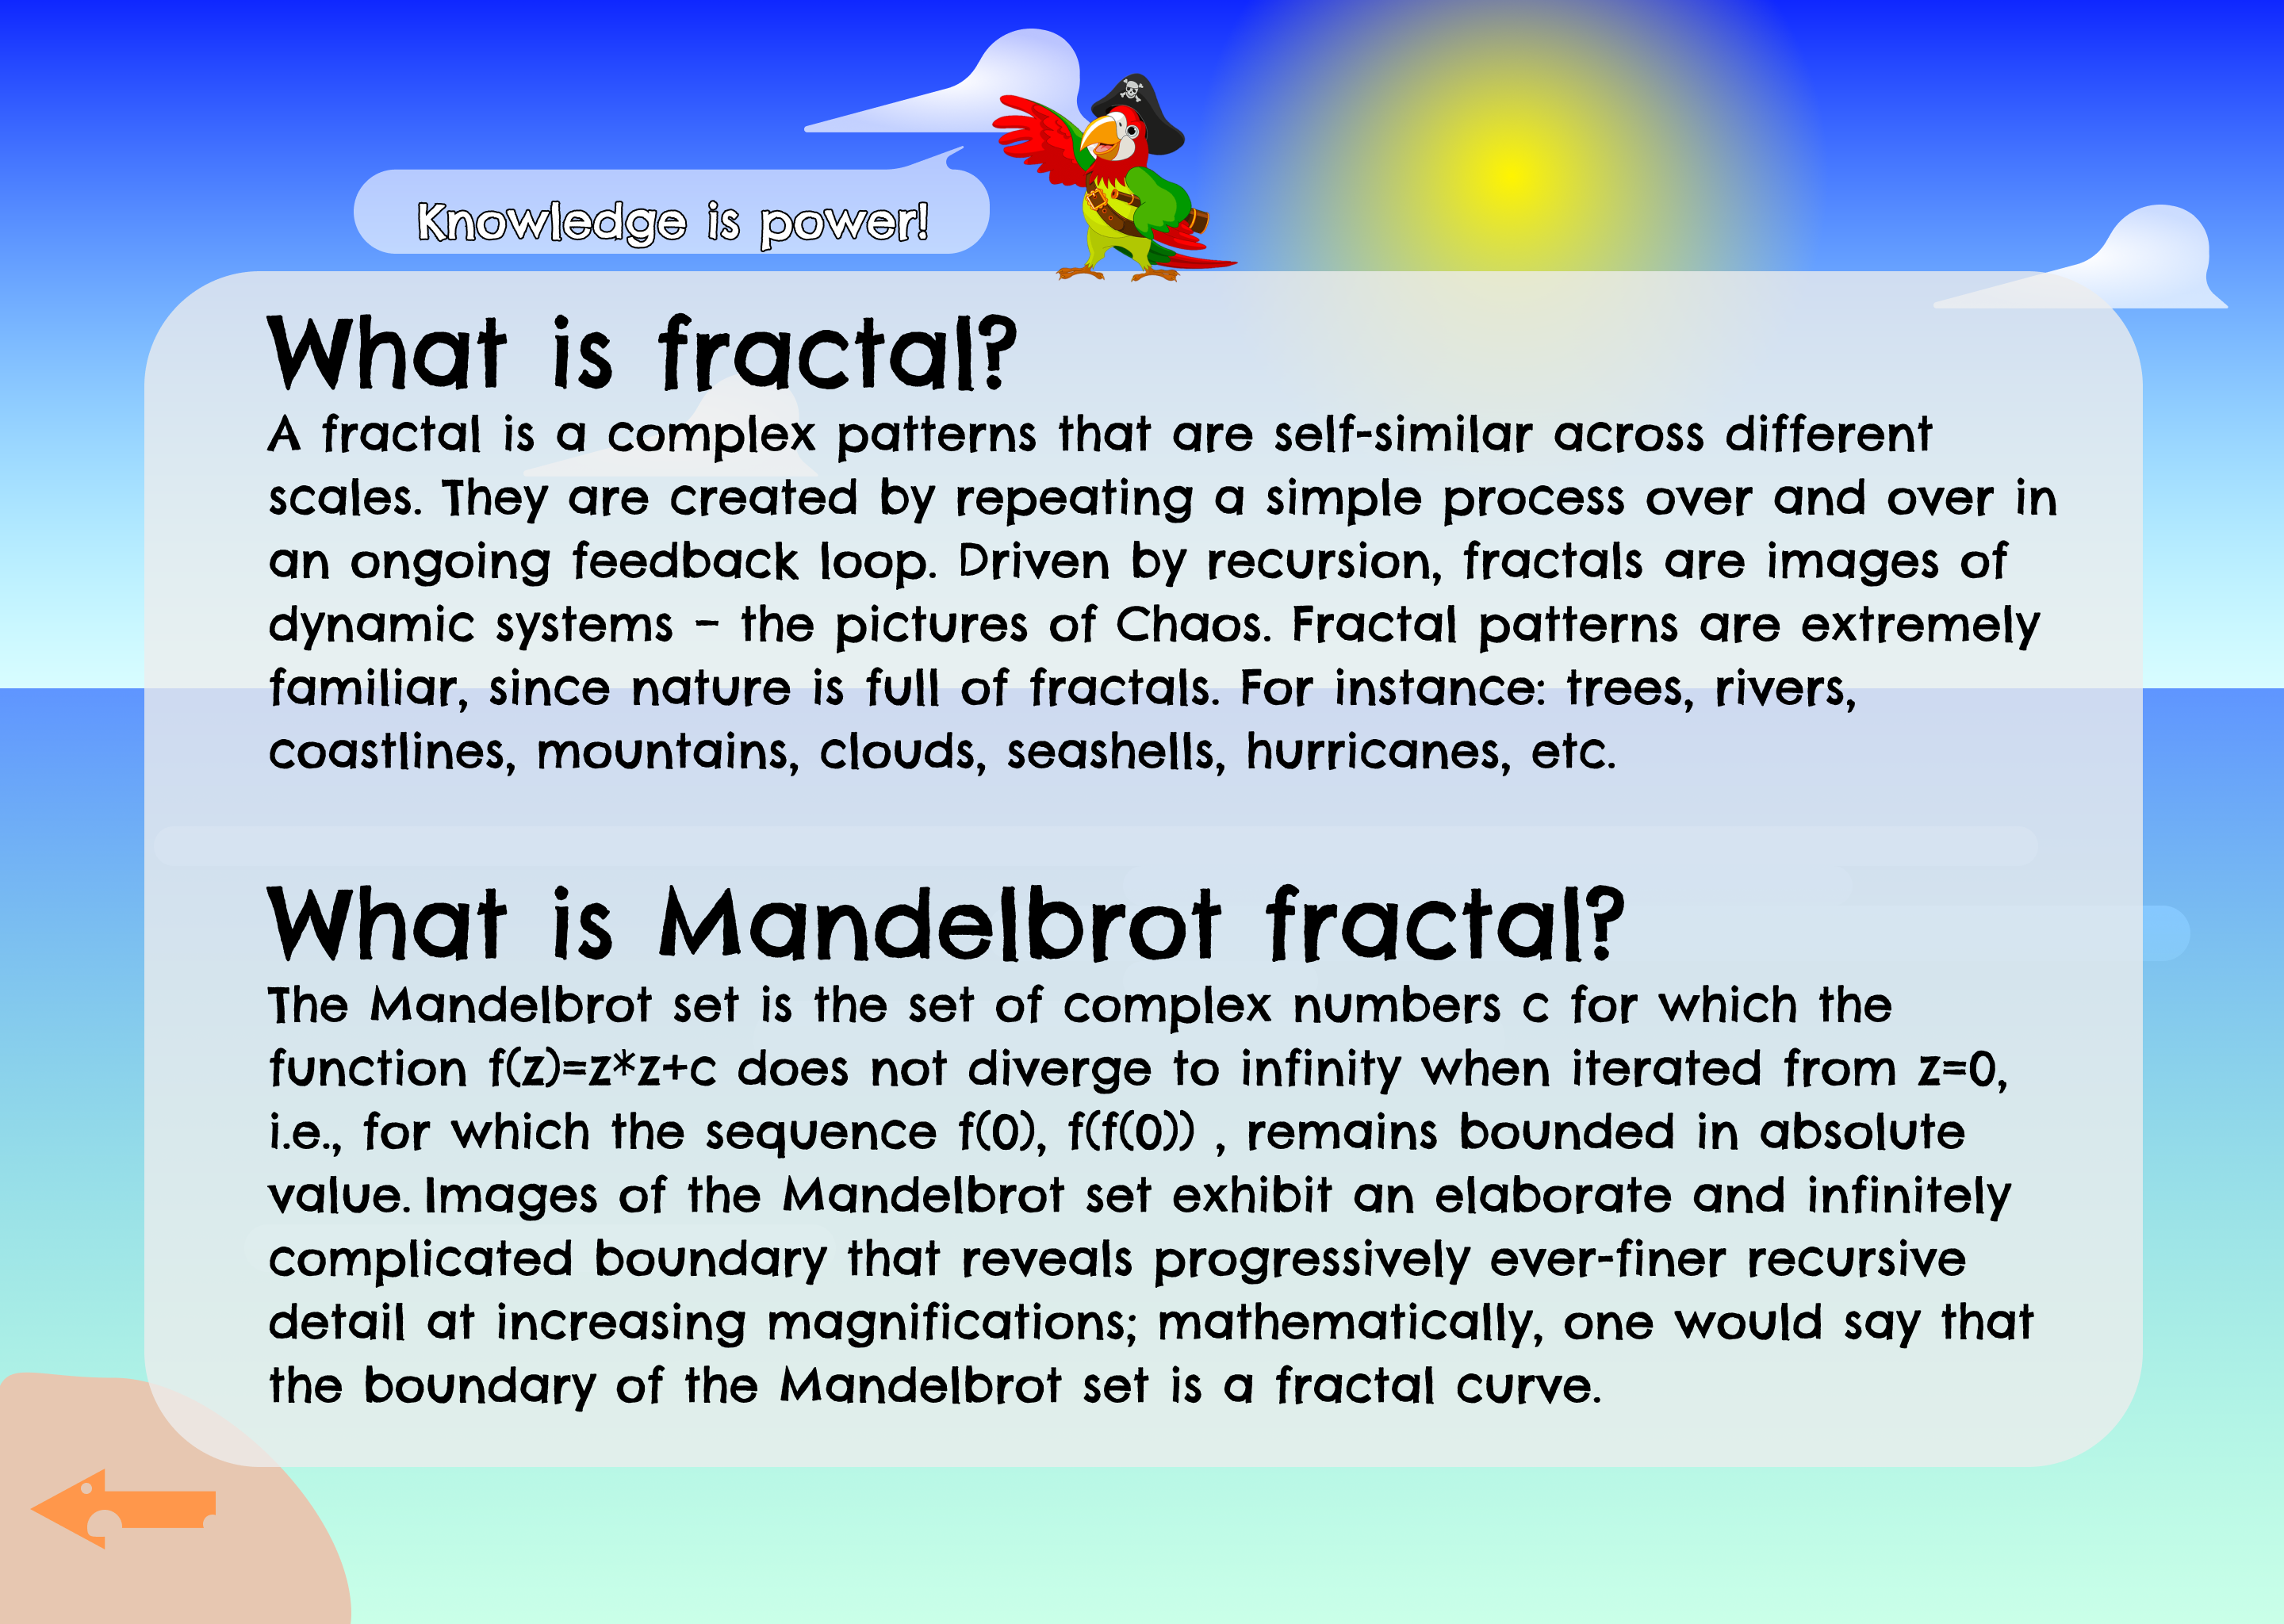 Knowledge is power!
What is fractal?
A fractal is a complex patterns that are self-similar across different
scales. They are created by repeating a simple process over and over in
an ongoing feedback loop. Driven by recursion, fractals are images of
dynamic systems – the pictures of Chaos. Fractal patterns are extremely
familiar, since nature is full of fractals. For instance: trees, rivers,
coastlines, mountains, clouds, seashells, hurricanes, etc.
What is Mandelbrot fractal?
The Mandelbrot set is the set of complex numbers c for which the
function f(z)=z*z+c does not diverge to infinity when iterated from z=0,
i.e., for which the sequence f(0), f(f(0)) , remains bounded in absolute
value. Images of the Mandelbrot set exhibit an elaborate and infinitely
complicated boundary that reveals progressively ever-finer recursive
detail at increasing magnifications; mathematically, one would say that
the boundary of the Mandelbrot set is a fractal curve.